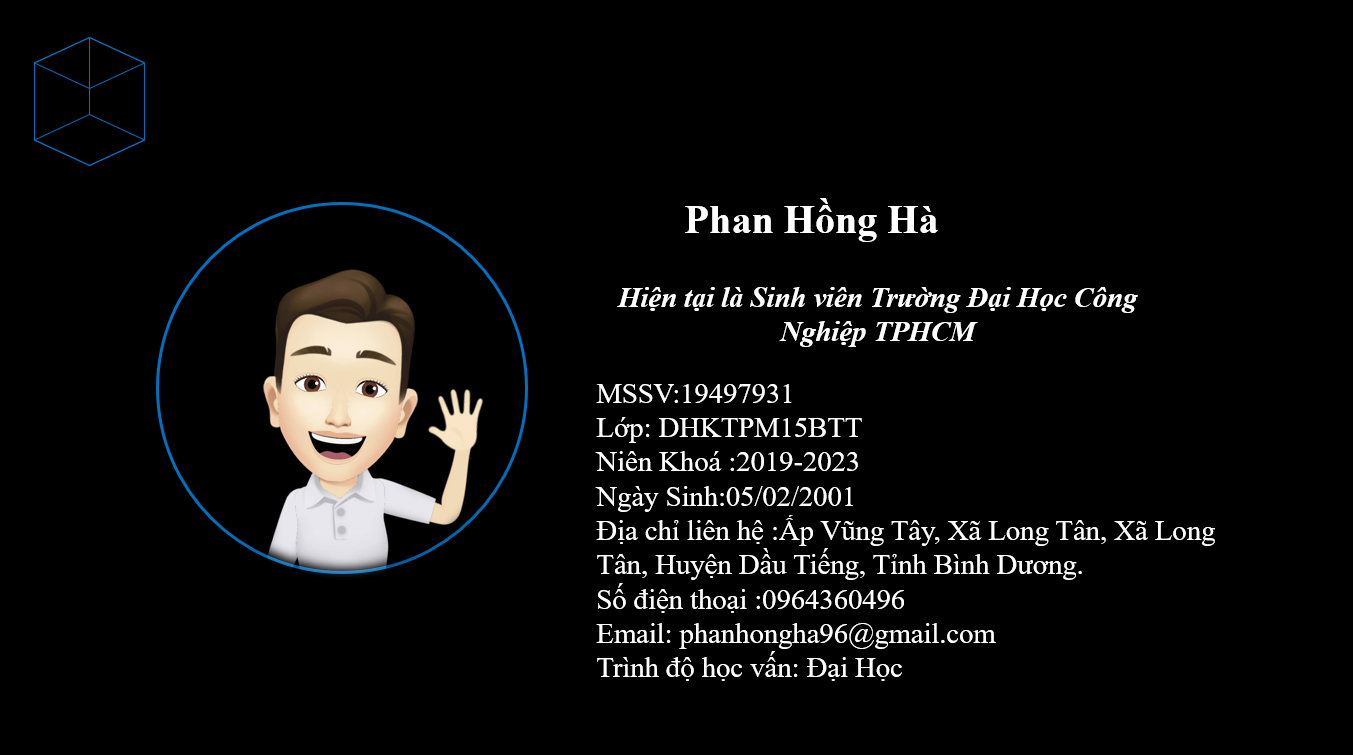 Phan Hồng Hà
Hiện tại là Sinh viên Trường Đại Học Công
Nghiệp TPHCM
MSSV:19497931
Lớp: DHKTPM15BTT
Niên Khoá :2019-2023
Ngày Sinh:05/02/2001
Địa chỉ liên hệ :Ấp Vũng Tây, Xã Long Tân, Xã Long
Tân, Huyện Dầu Tiếng, Tỉnh Bình Dương.
Số điện thoại :0964360496
Email: phanhongha96@gmail.com
Trình độ học vấn: Đại Học